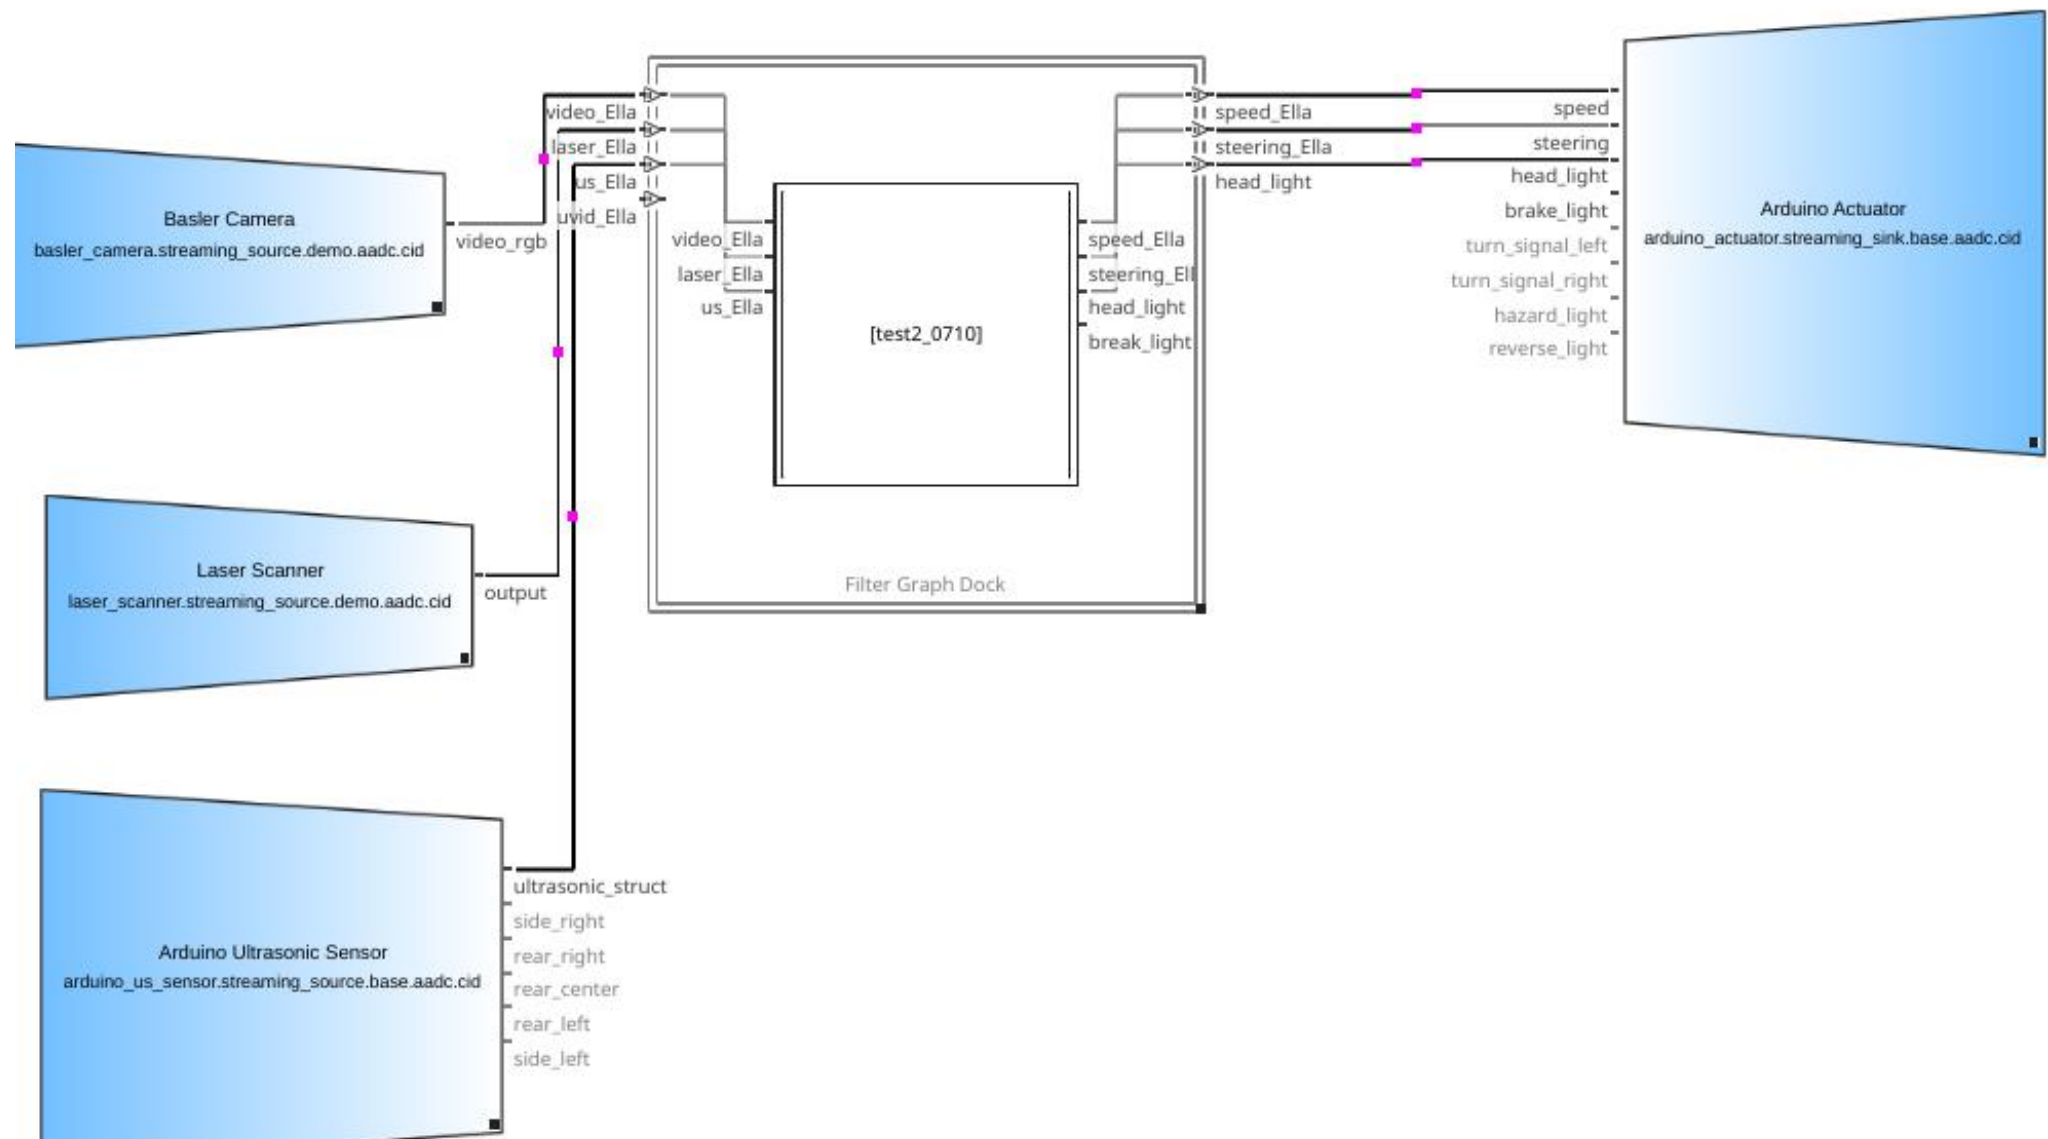 Basler Camera
basler_camera.streaming_source.demo.aadc.cid
video_rgb
Laser Scanner
laser_scanner.streaming_source.demo.aadc.cid
output
Arduino Ultrasonic Sensor
arduino_us_sensor.streaming_source.base.aadc.cid
ultrasonic_struct
side_right
rear_right
rear_center
rear_left
side_left
video_Ella
laser_Ella
us_Ella
uvid_Ella
video_Ella
laser_Ella
us_Ella
[test2_0710]
speed_Ella
steering_Ell
head_light
break_light
Filter Graph Dock
speed_Ella
steering_Ella
head_light
speed
steering
head_light
brake_light
turn_signal_left
turn_signal_right
hazard_light
reverse_light
Arduino Actuator
arduino_actuator.streaming_sink.base.aadc.cid